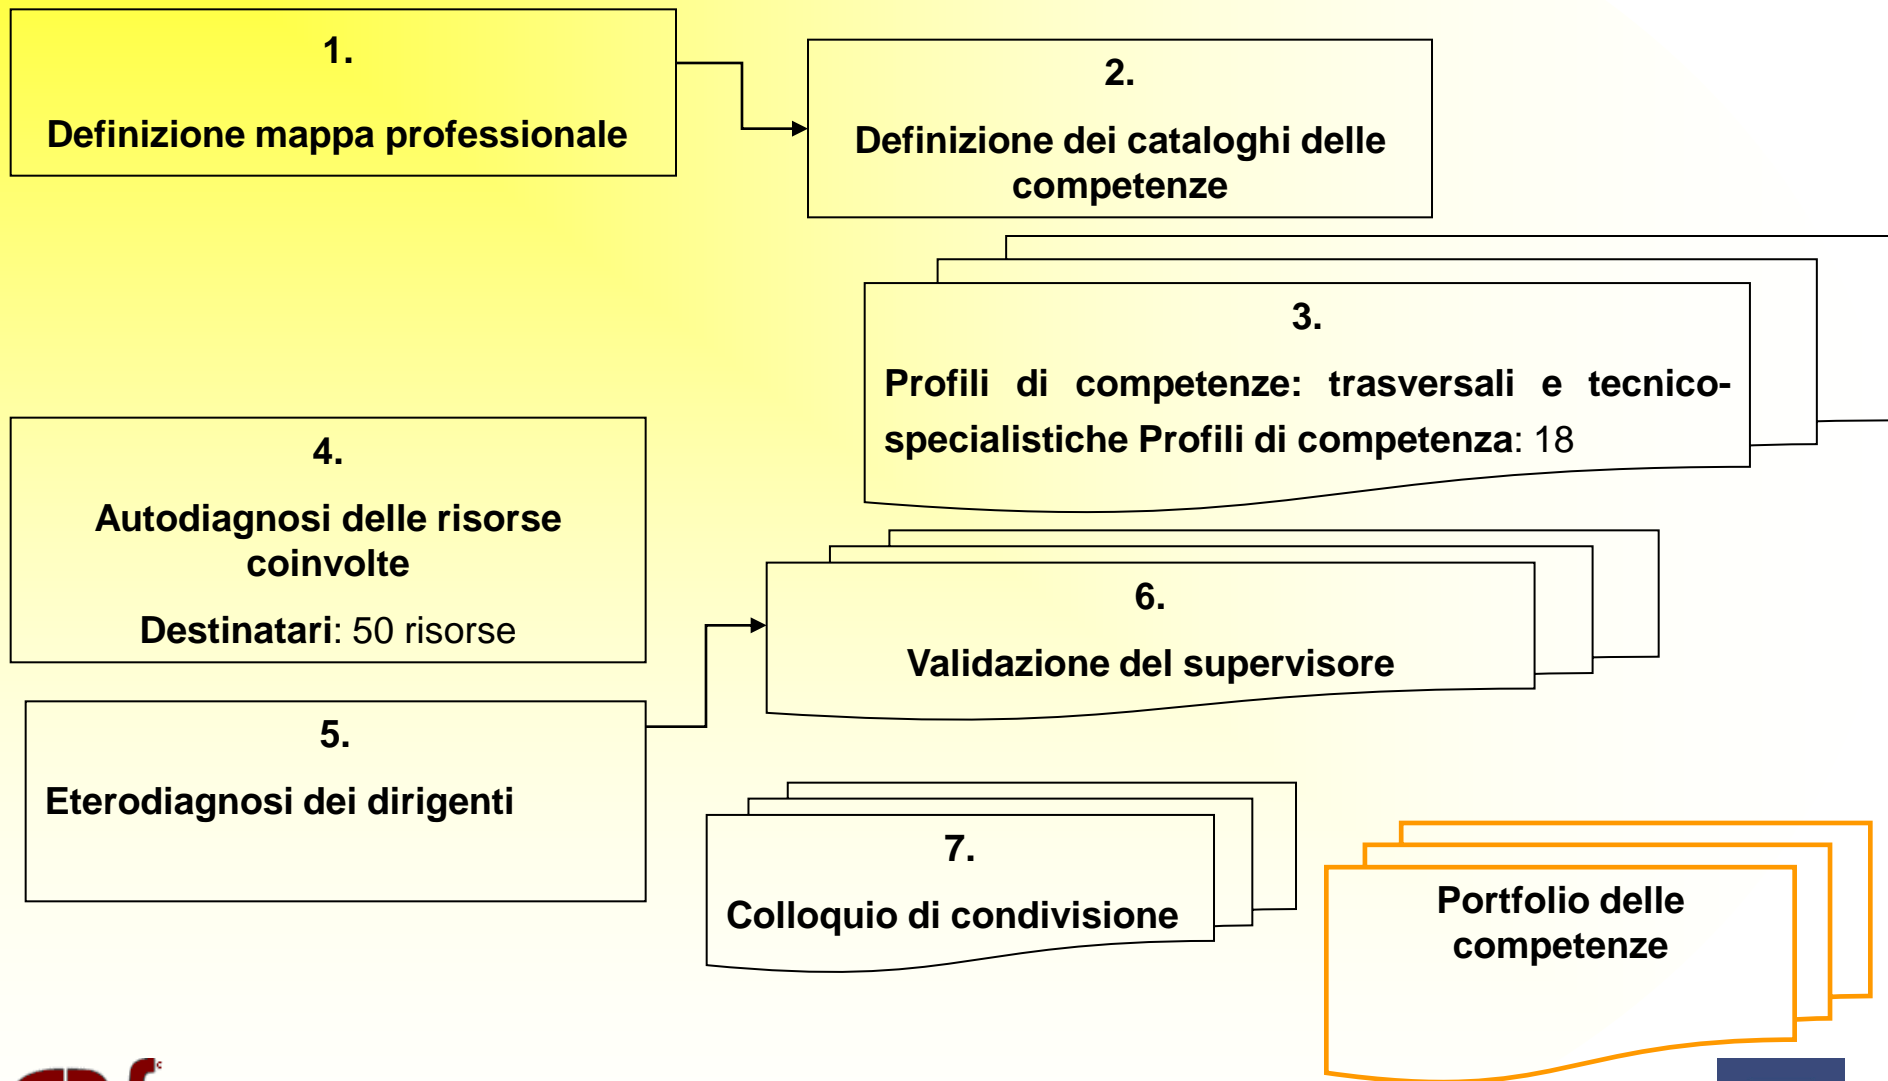 1.
Definizione mappa professionale
2.
Definizione dei cataloghi delle
competenze
3.
Profili di competenze: trasversali e tecnico-
specialistiche Profili di competenza: 18
4.
Autodiagnosi delle risorse
coinvolte
Destinatari: 50 risorse
5.
Eterodiagnosi dei dirigenti
6.
Validazione del supervisore
7.
Colloquio di condivisione
Portfolio delle
competenze